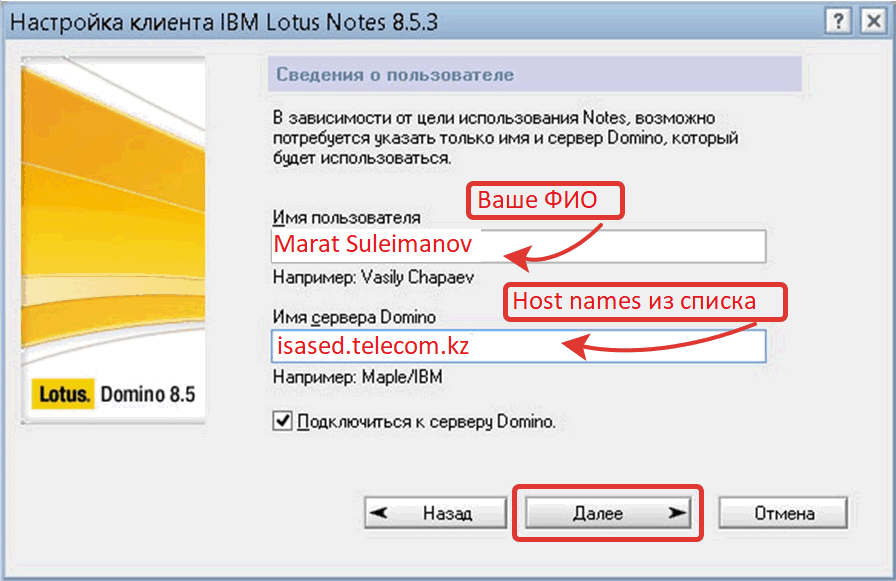 Настройка клиента IBM Lotus Notes 8.5.3
Сведения о пользователе
В зависимости от цели использования Notes, возможно
потребуется указать только имя и сервер Domino, который
будет использоваться.
Ваше ФИО
Имя пользователя
Marat Suleimanov
Например: Vasily Chapaev
Host names из списка
Имя сервера Domino
isased.telecom.kz
Например: Maple/IBM
Lotus. Domino 8.5
Подключиться к серверу Domino.
Назад
Далее
Отмена